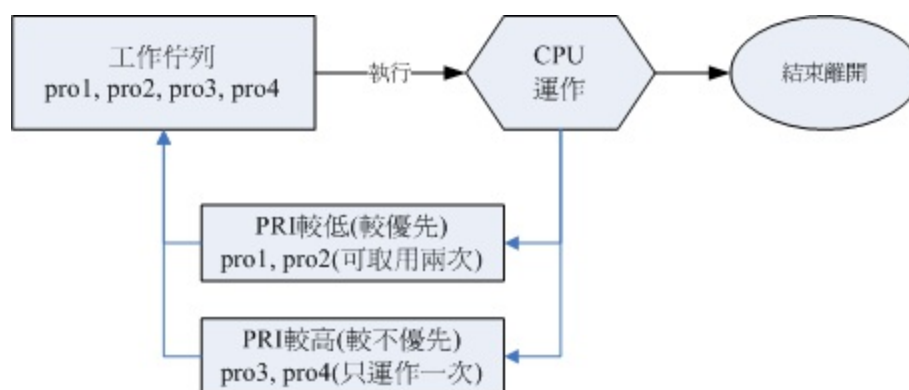 工作佇列
pro1, pro2, pro3, pro4
執行
CPU
運作
結束離開
PRI較低(較優先)
pro1, pro2(可取用兩次)
PRI較高(較不優先)
pro3, pro4(只運作一次)